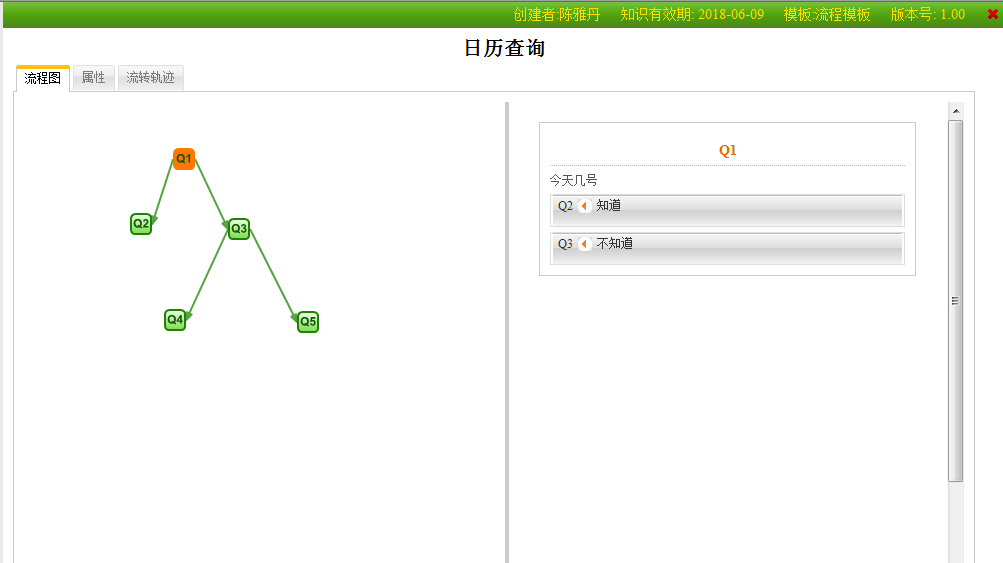 创建者:陈雅丹 知识有效期: 2018-06-09 模板:流程模板 版本号: 1.00
日历查询
流程图 属性 流转轨迹
Q1
Q2
Q3
Q4
Q5
Q1
今天几号
Q2 知道
Q3 不知道